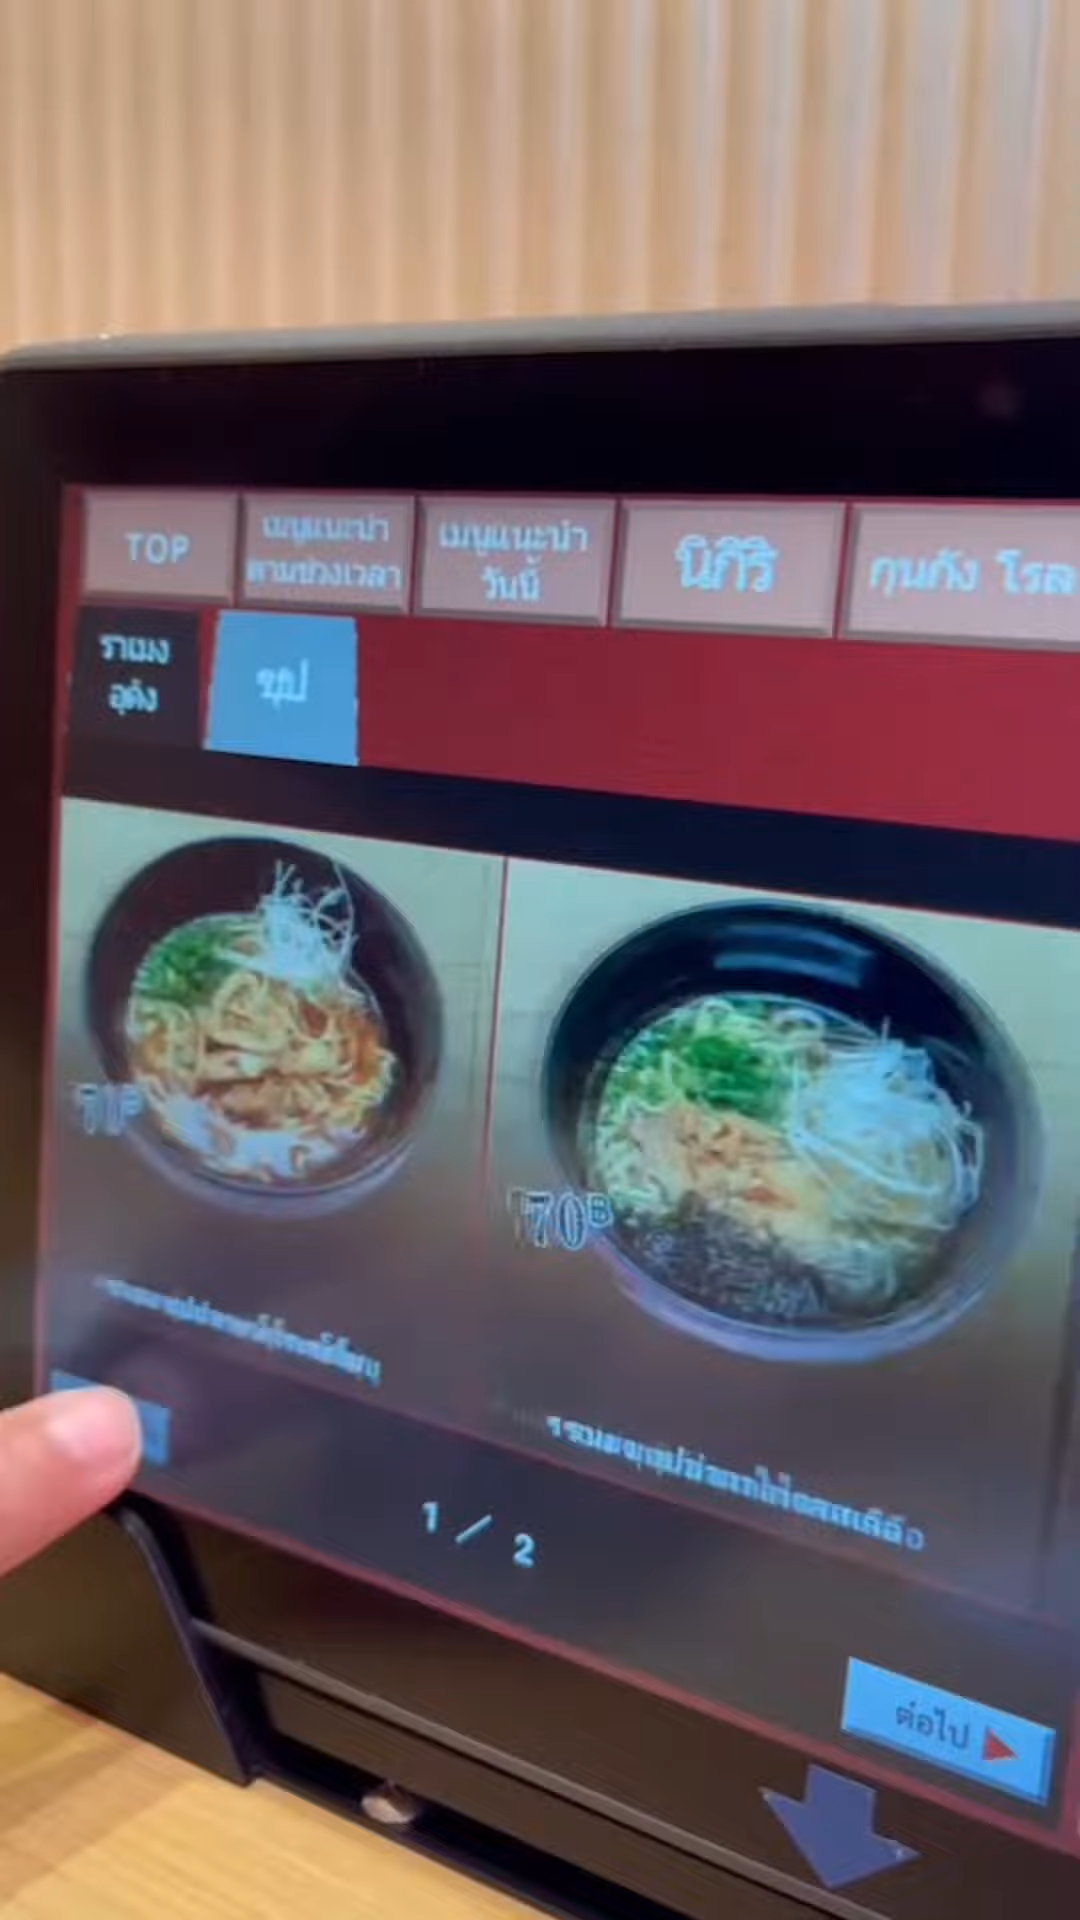 TOP
เมนูแนะนำ
ตามช่วงเวลา
เมนูแนะนำ
วันนี้
นิกิริ
กุนกัง โรล
ราเมง
อุด้ง
ซุป
70฿
1 / 2
ต่อไป